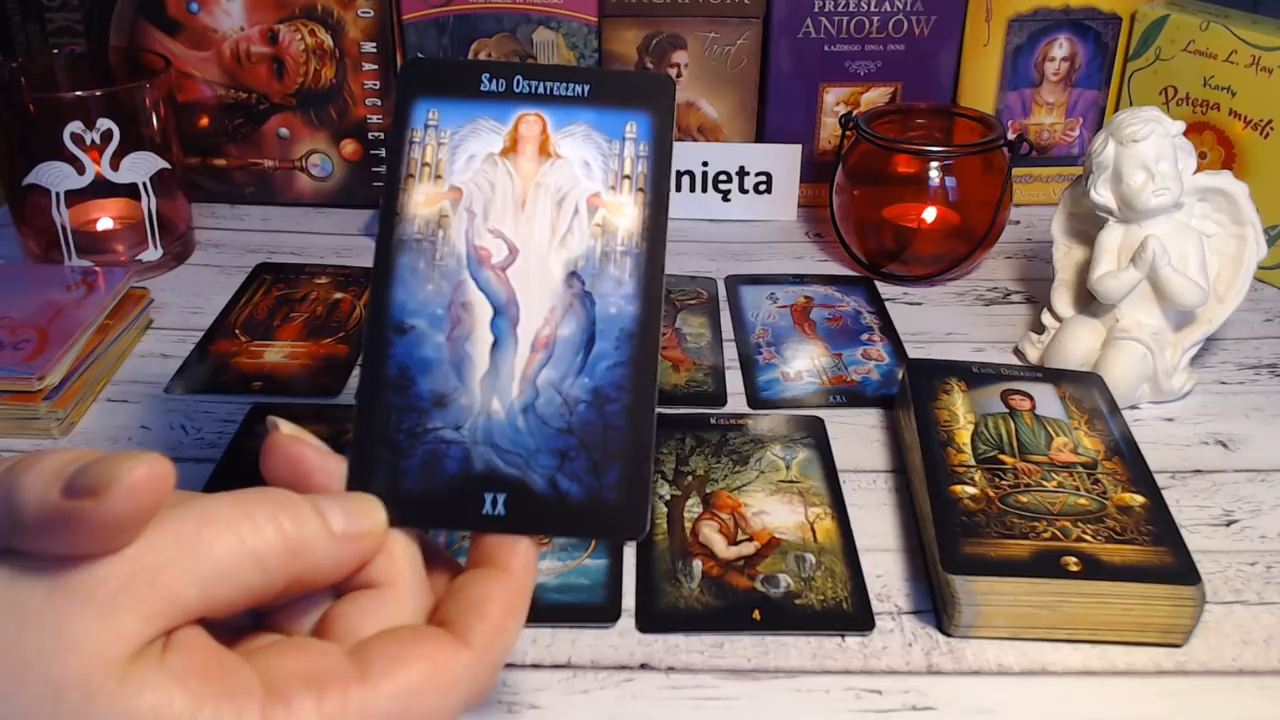 O MARCHETTI
ARCANUM
Tarot
PRZESŁANIA
ANIOŁÓW
KAŻDEGO DNIA INNE
Louise L. Hay
Karty
Potęga myśli
SĄD OSTATECZNY
XX
nięta
XXI
KRÓL DENARÓW
KIELICHÓW
4